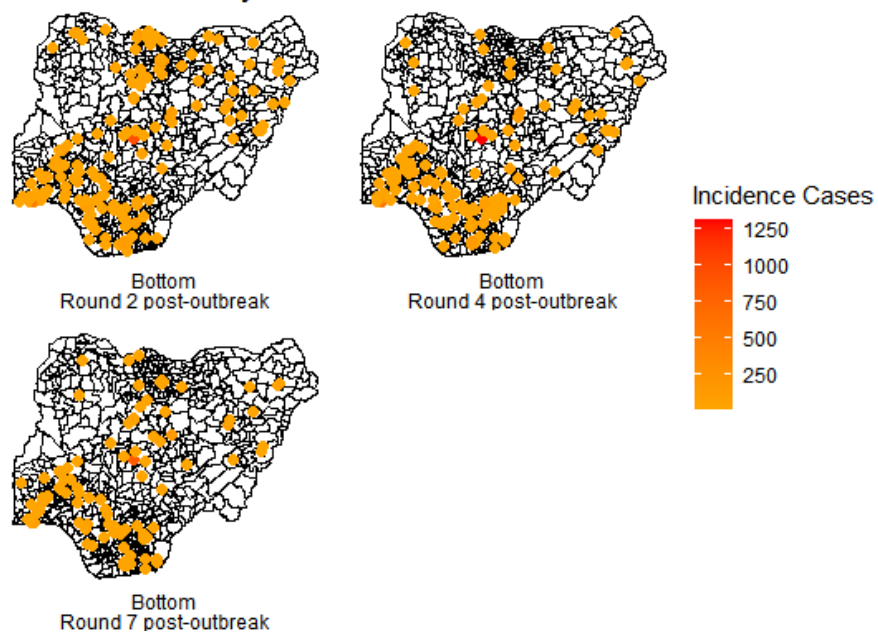 Bottom
Round 2 post-outbreak
Bottom
Round 4 post-outbreak
Incidence Cases
1250
1000
750
500
250
Bottom
Round 7 post-outbreak